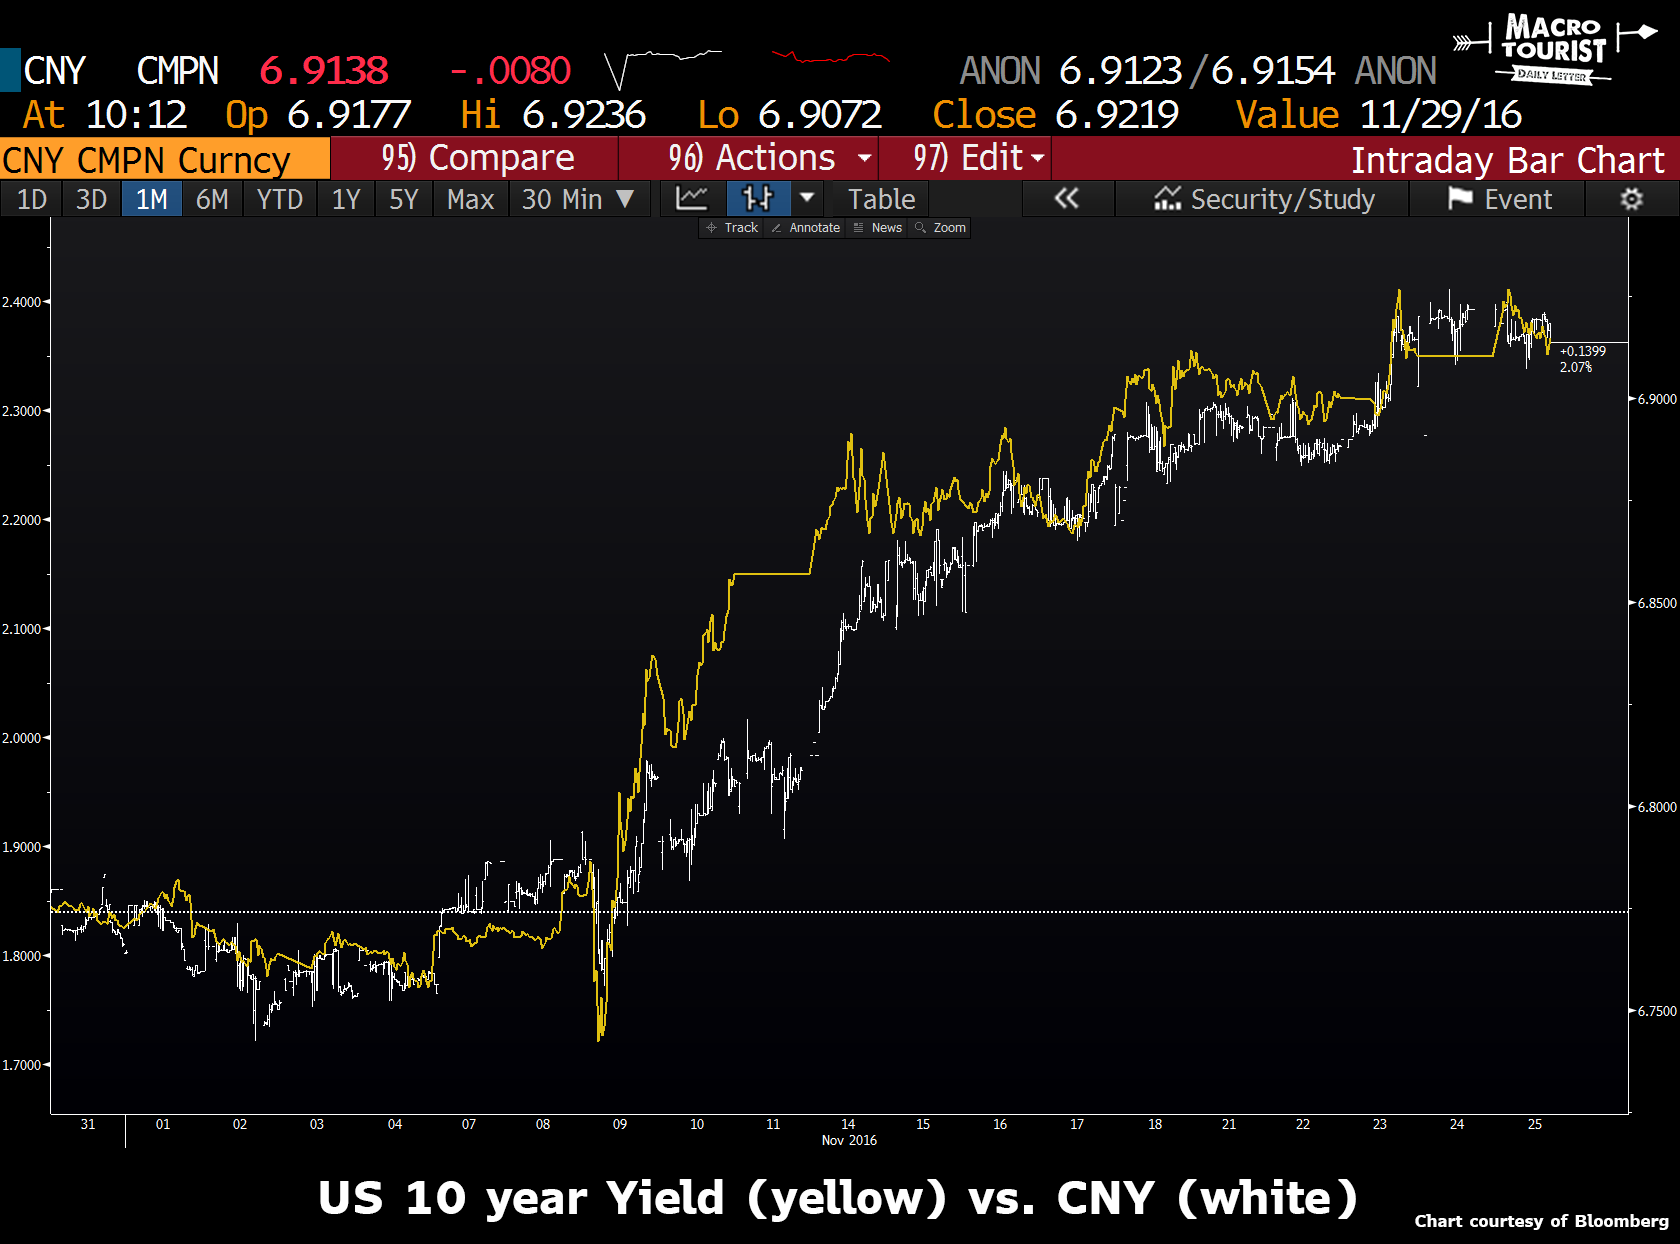 MACRO
TOURIST
DAILY LETTER
CNY CMPN 6.9138 -.0080 ANON 6.9123/6.9154 ANON
At 10:12 Op 6.9177 Hi 6.9236 Lo 6.9072 Close 6.9219 Value 11/29/16
CNY CMPN Curncy 95) Compare 96) Actions 97) Edit Intraday Bar Chart
1D 3D 1M 6M YTD 1Y 5Y Max 30 Min ▼ Table « Security/Study Event
Track Annotate News Zoom
2.4000
+0.1399
2.07%
2.3000
6.9000
2.2000
6.8500
2.1000
2.0000
6.8000
1.9000
1.8000
6.7500
1.7000
31 01 02 03 04 07 08 09 10 11 14 15 16 17 18 21 22 23 24 25
Nov 2016
US 10 year Yield (yellow) vs. CNY (white)
Chart courtesy of Bloomberg